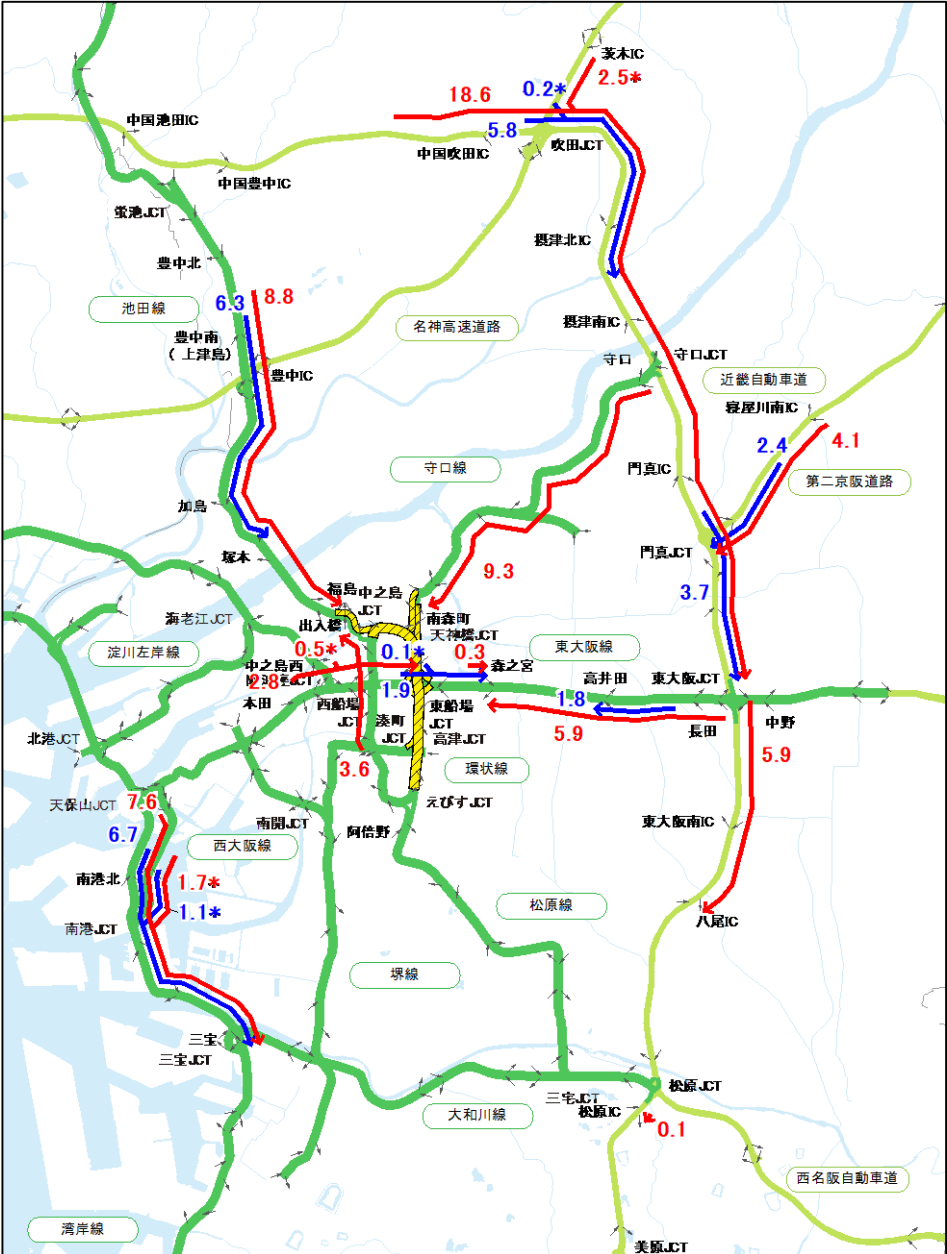 茨木IC
2.5*
0.2*
18.6
5.8
中国池田IC
中国吹田IC
吹田JCT
中国豊中IC
蛍池JCT
摂津北IC
豊中北
池田線
6.3
8.8
名神高速道路
摂津南IC
豊中南
(上津島)
守口
守口JCT
豊中IC
近畿自動車道
寝屋川南IC
4.1
2.4
守口線
門真IC
第二京阪道路
加島
門真JCT
塚本
9.3
3.7
福島
中之島
JCT
海老江JCT
出入橋
南森町
天神橋JCT
淀川左岸線
0.5*
0.1*
0.3
東大阪線
中之島西
2.8
森之宮
高井田
東大阪JCT
1.9
1.8
本田
西船場
JCT
東船場
JCT
中野
長田
北港JCT
湊町
JCT
高津JCT
5.9
5.9
3.6
環状線
天保山JCT
7.6
えびすJCT
南開JCT
阿倍野
東大阪南IC
6.7
西大阪線
南港北
1.7*
1.1*
松原線
八尾IC
南港JCT
堺線
三宝
三宝JCT
松原JCT
三宅JCT
松原IC
大和川線
0.1
西名阪自動車道
湾岸線
美原JCT